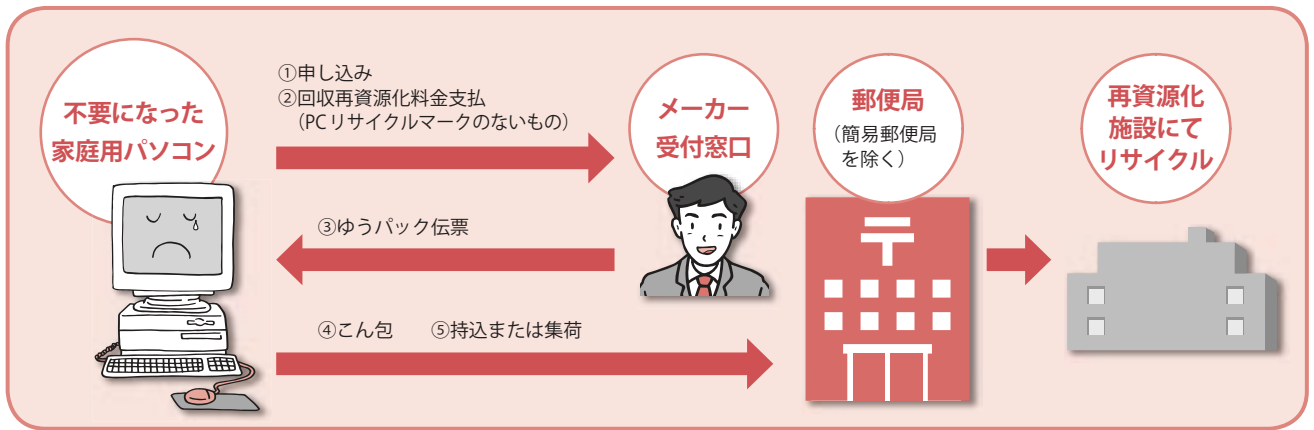 不要になった
家庭用パソコン
①申し込み
②回収再資源化料金支払
（PCリサイクルマークのないもの）
メーカー
受付窓口
③ゆうパック伝票
④こん包　⑤持込または集荷
郵便局
（簡易郵便局
を除く）
再資源化
施設にて
リサイクル